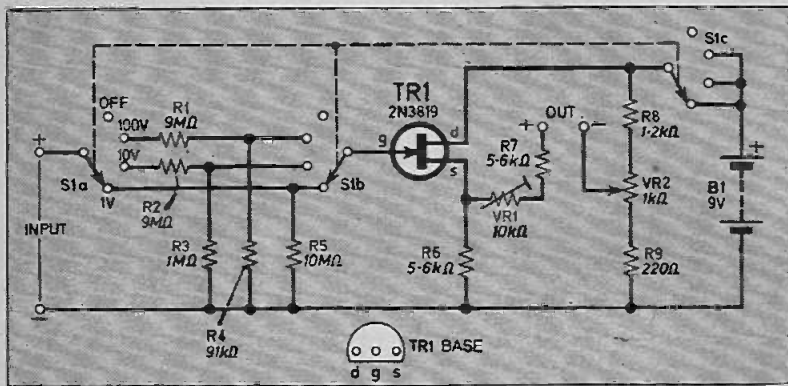 S1c
OFF
R1
9MΩ
100V
10V
S1a
1V
R2
9MΩ
INPUT
+
−
R3
1MΩ
R4
91kΩ
R5
10MΩ
S1b
TR1
2N3819
g
d
s
+ OUT −
R7
5·6kΩ
VR1
10kΩ
R6
5·6kΩ
R8
1·2kΩ
VR2
1kΩ
R9
220Ω
+
B1
9V
TR1 BASE
d g s